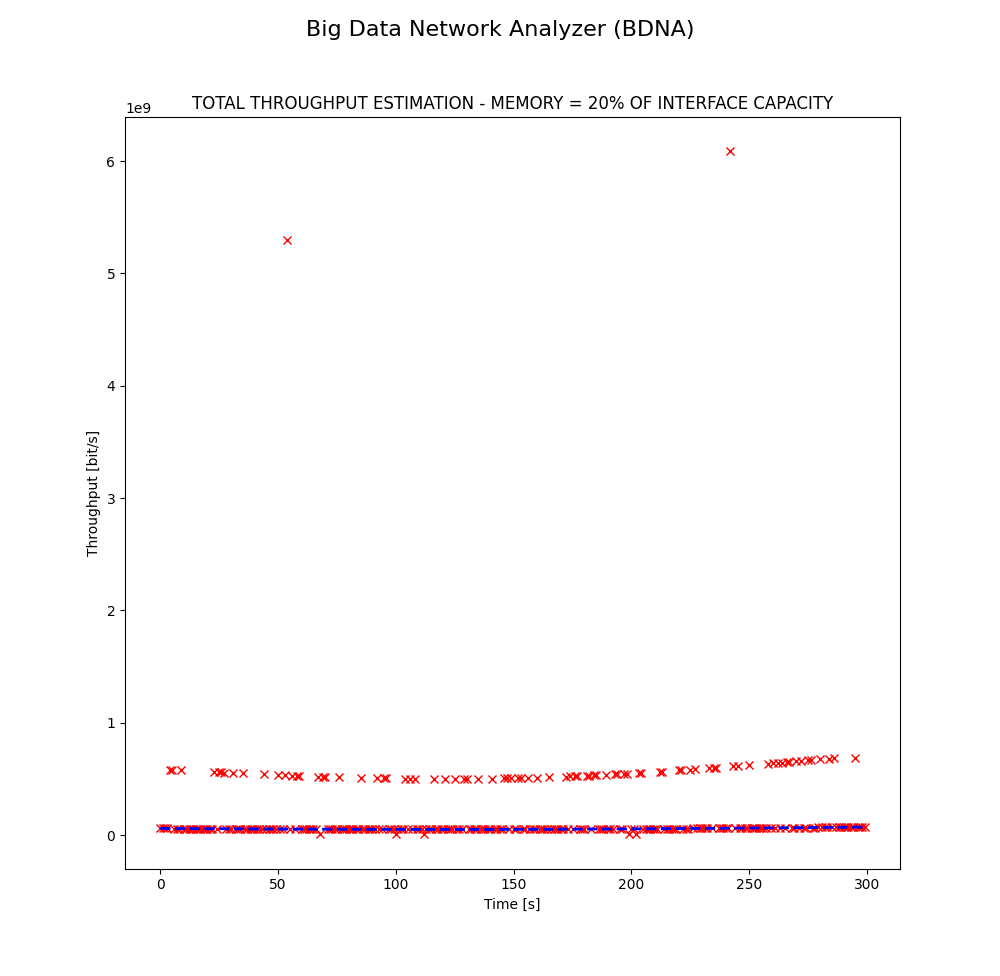 Big Data Network Analyzer (BDNA)
TOTAL THROUGHPUT ESTIMATION - MEMORY = 20% OF INTERFACE CAPACITY
1e9
6
5
4
3
2
1
0
Throughput [bit/s]
0 50 100 150 200 250 300
Time [s]